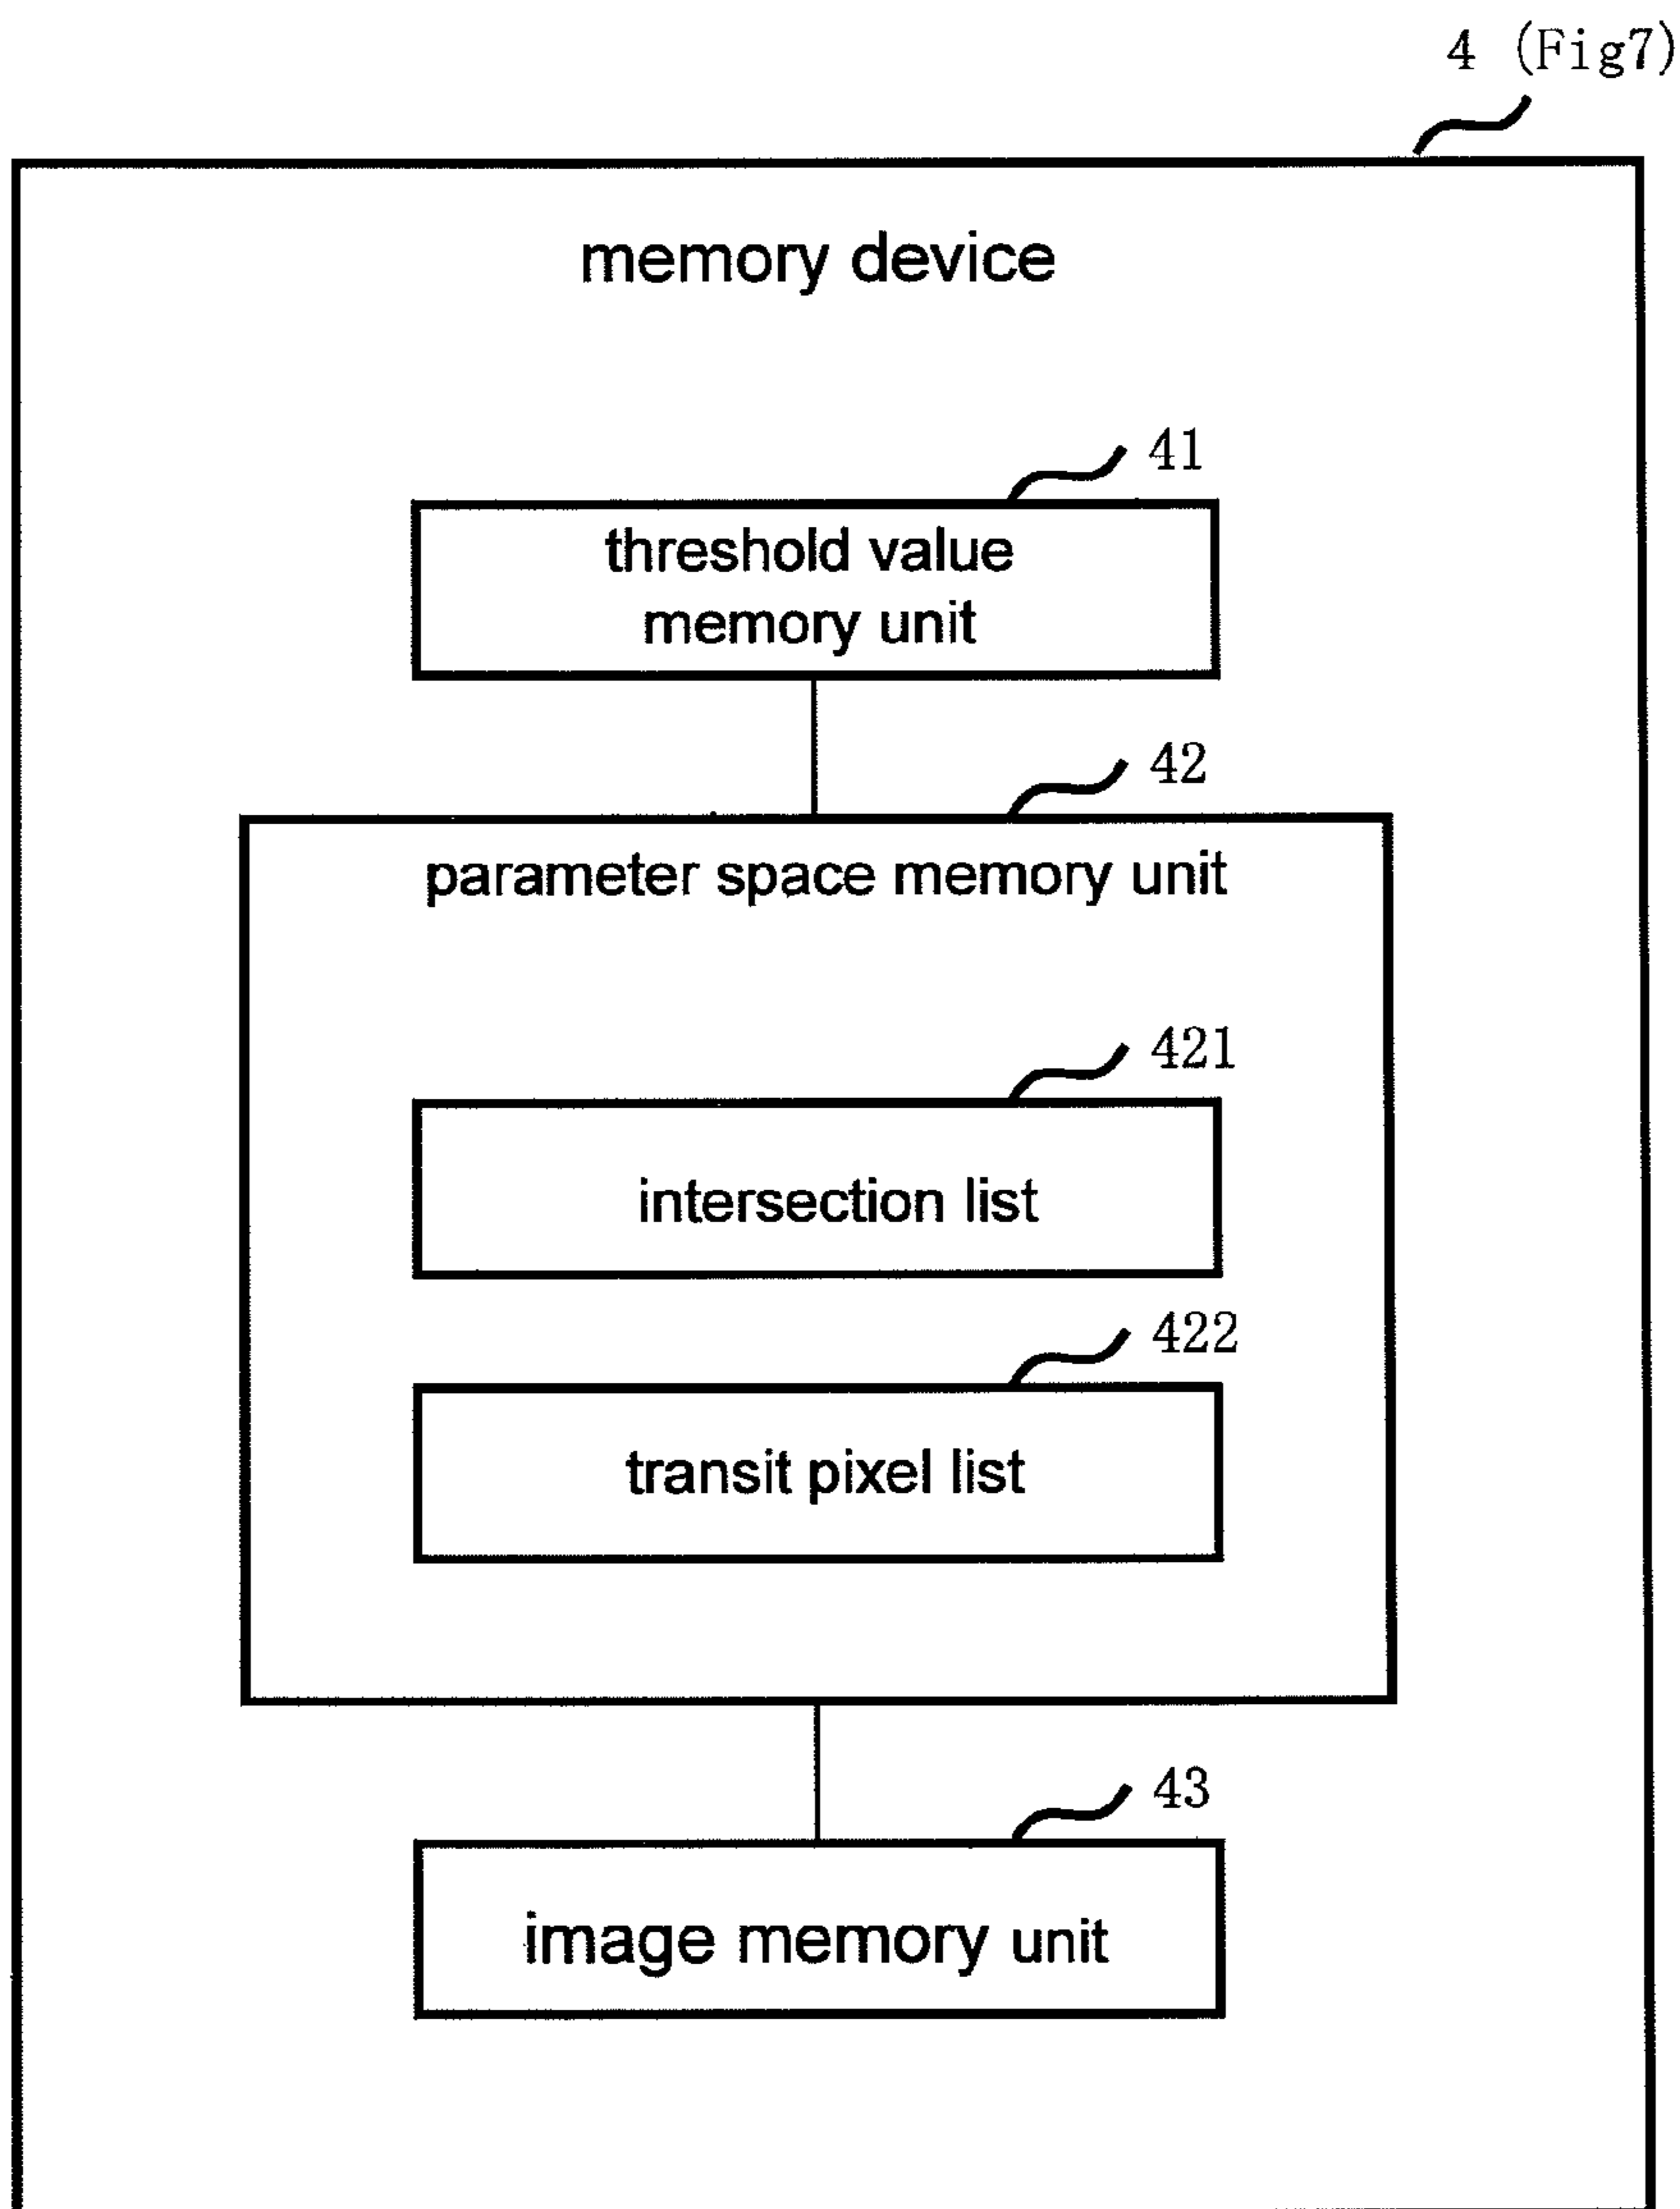 4 (Fig7)
memory device
41
threshold value
memory unit
42
parameter space memory unit
421
intersection list
422
transit pixel list
43
image memory unit